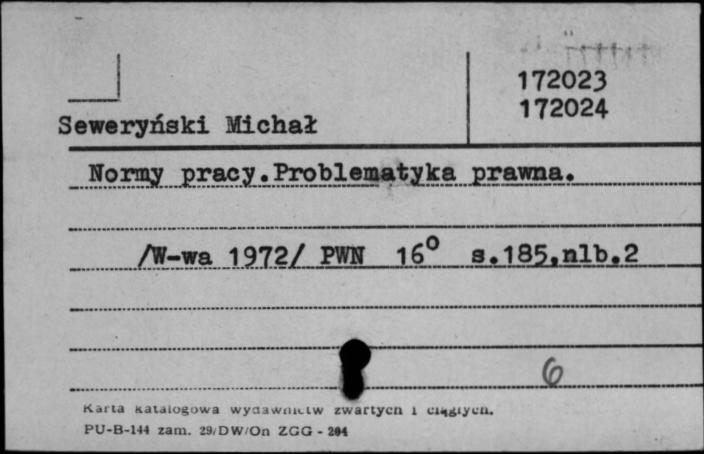 172023
172024
Seweryński Michał
Normy pracy.Problematyka prawna.
/W-wa 1972/ PWN 16° s.185,nlb.2
6
Karta katalogowa wydawnictw zwartych i ciągłych.
PU-B-144 zam. 29/DW/On ZGG - 204